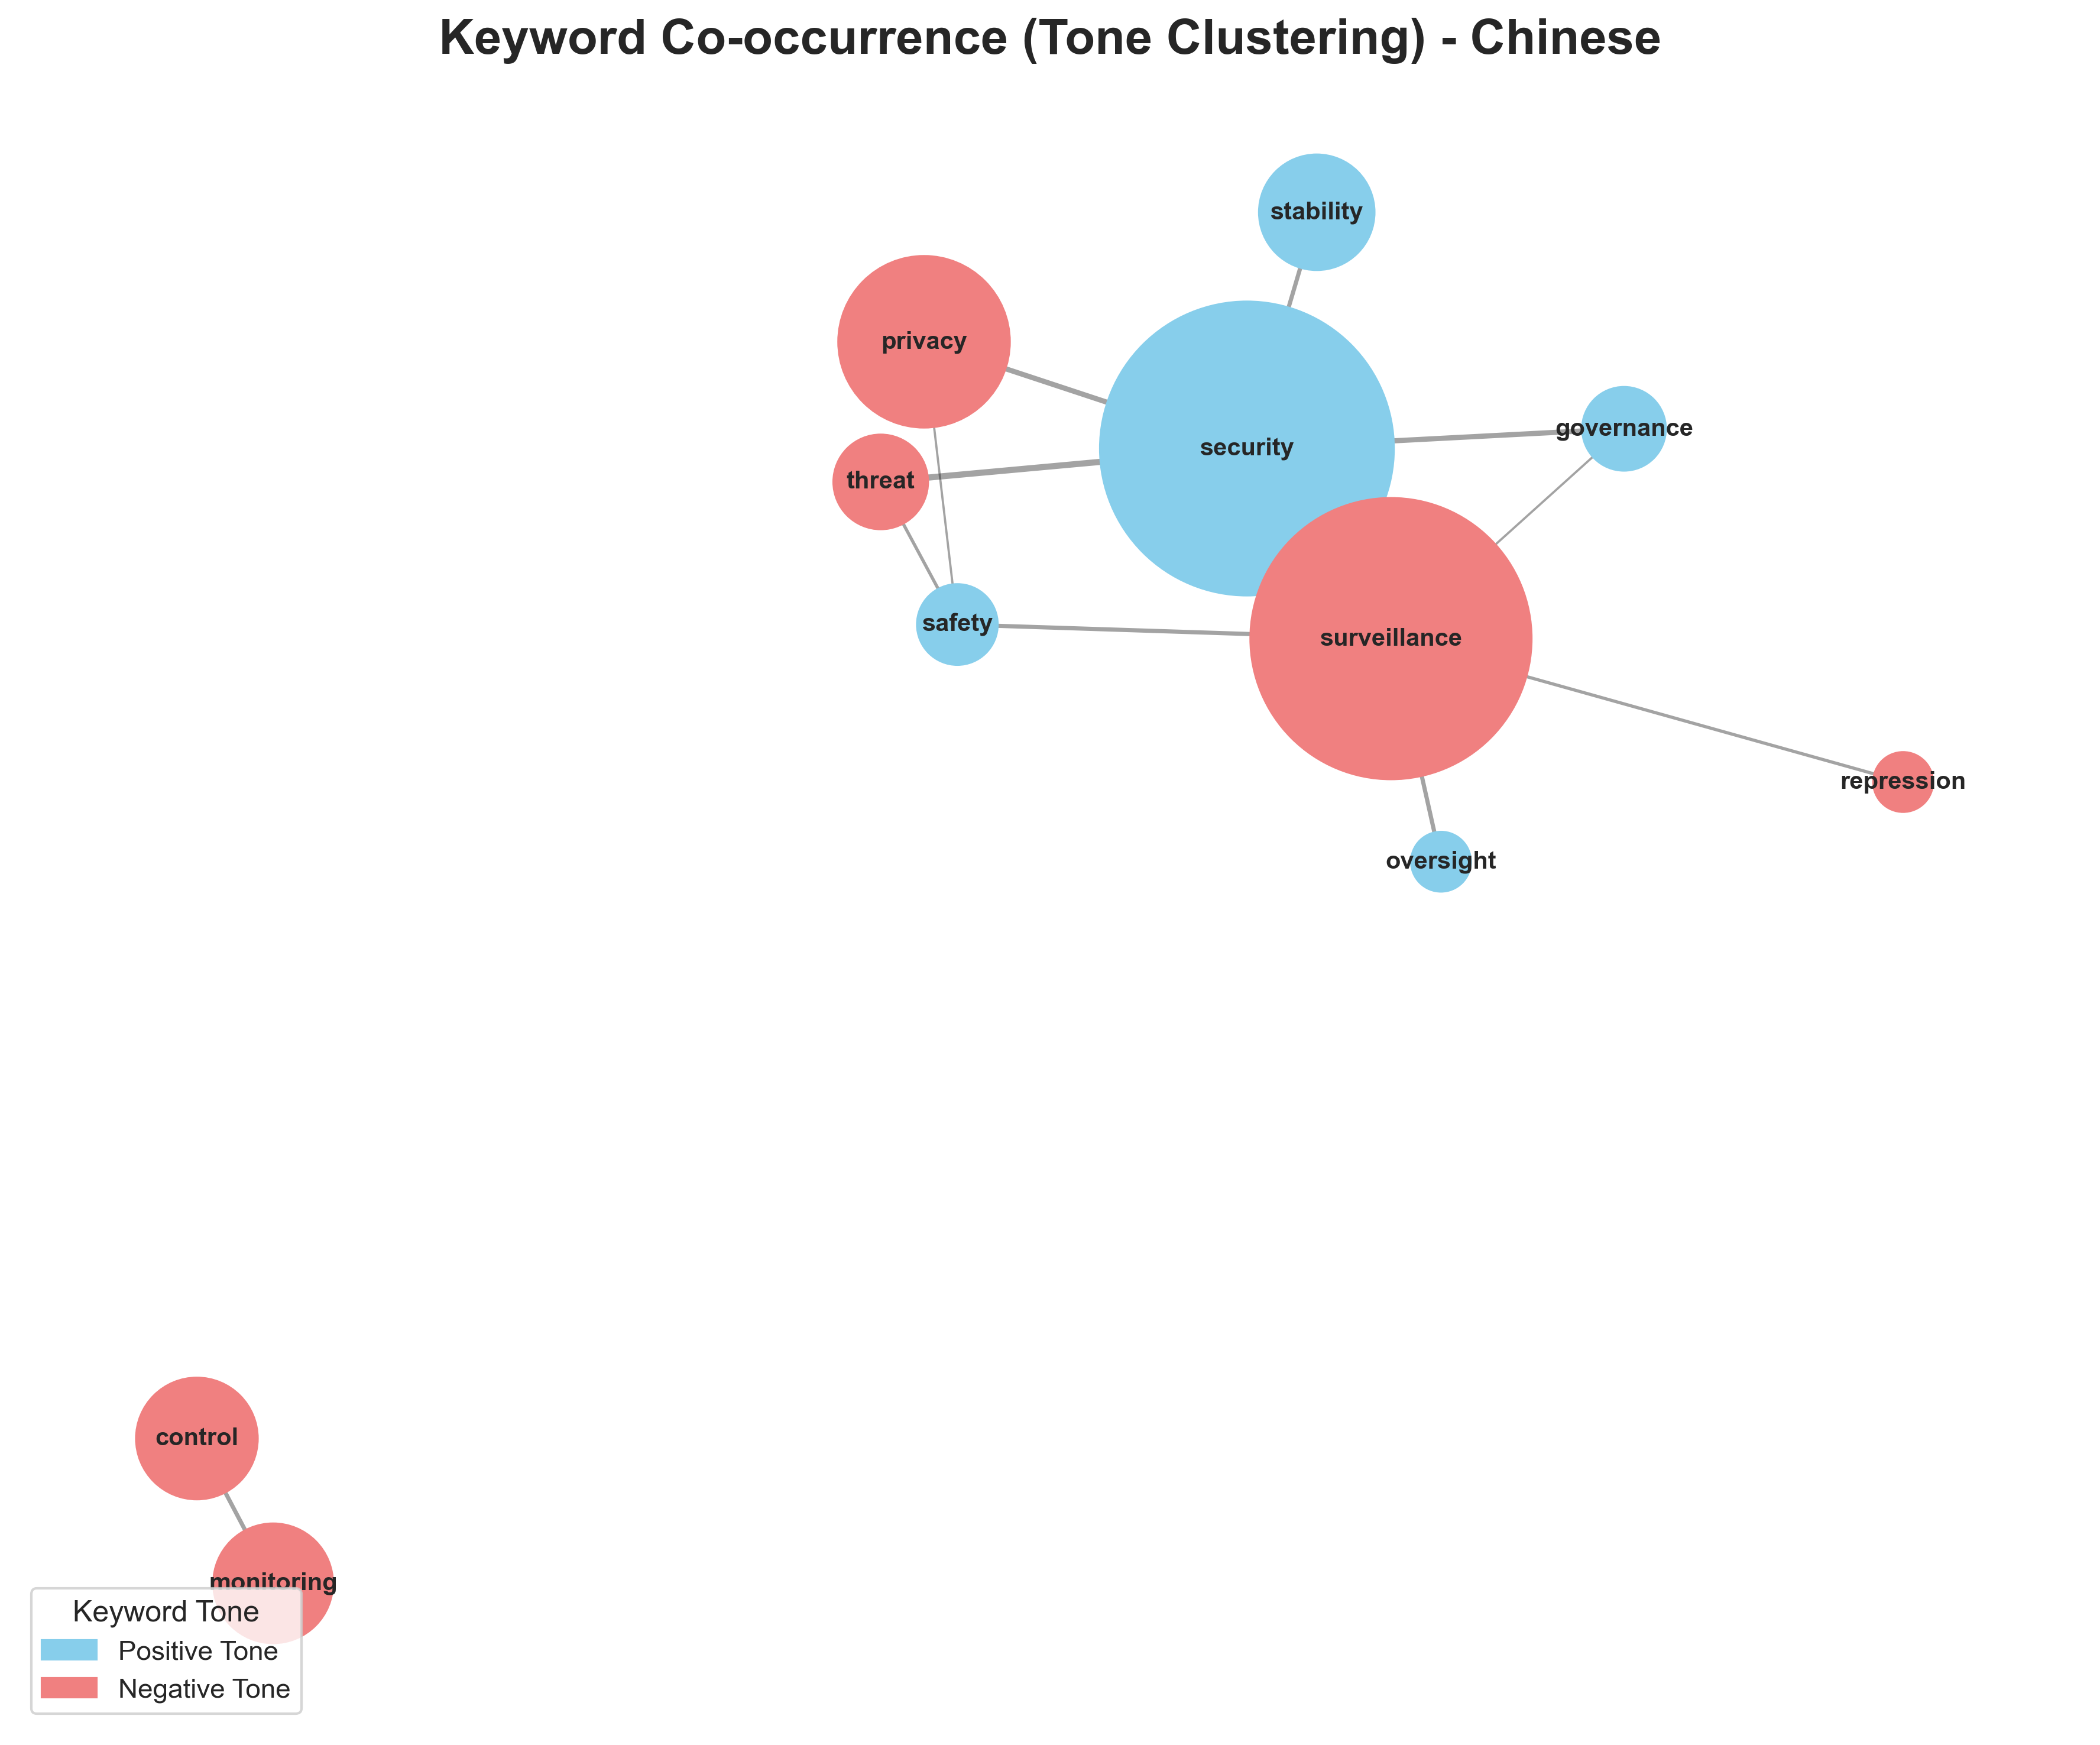 Keyword Co-occurrence (Tone Clustering) - Chinese
stability
privacy
governance
security
threat
safety
surveillance
repression
oversight
control
monitoring
Keyword Tone
Positive Tone
Negative Tone